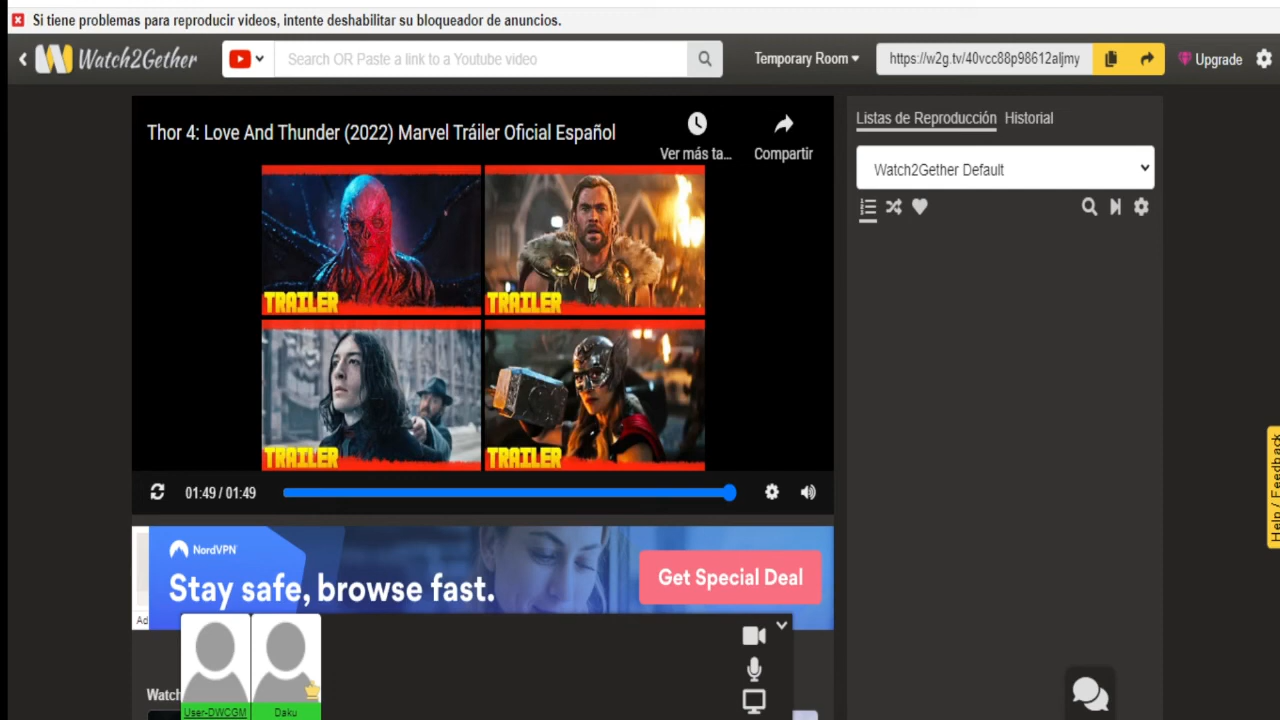 Si tiene problemas para reproducir videos, intente deshabilitar su bloqueador de anuncios.
Watch2Gether
Search OR Paste a link to a Youtube video
Temporary Room
https://w2g.tv/40vcc88p98612aljmy
Upgrade
Thor 4: Love And Thunder (2022) Marvel Tráiler Oficial Español
Ver más ta...
Compartir
TRAILER
TRAILER
TRAILER
TRAILER
01:49 / 01:49
Listas de Reproducción
Historial
Watch2Gether Default
NordVPN
Stay safe, browse fast.
Get Special Deal
Ad
Help / Feedback
Watch
User-DWCGM
Daku